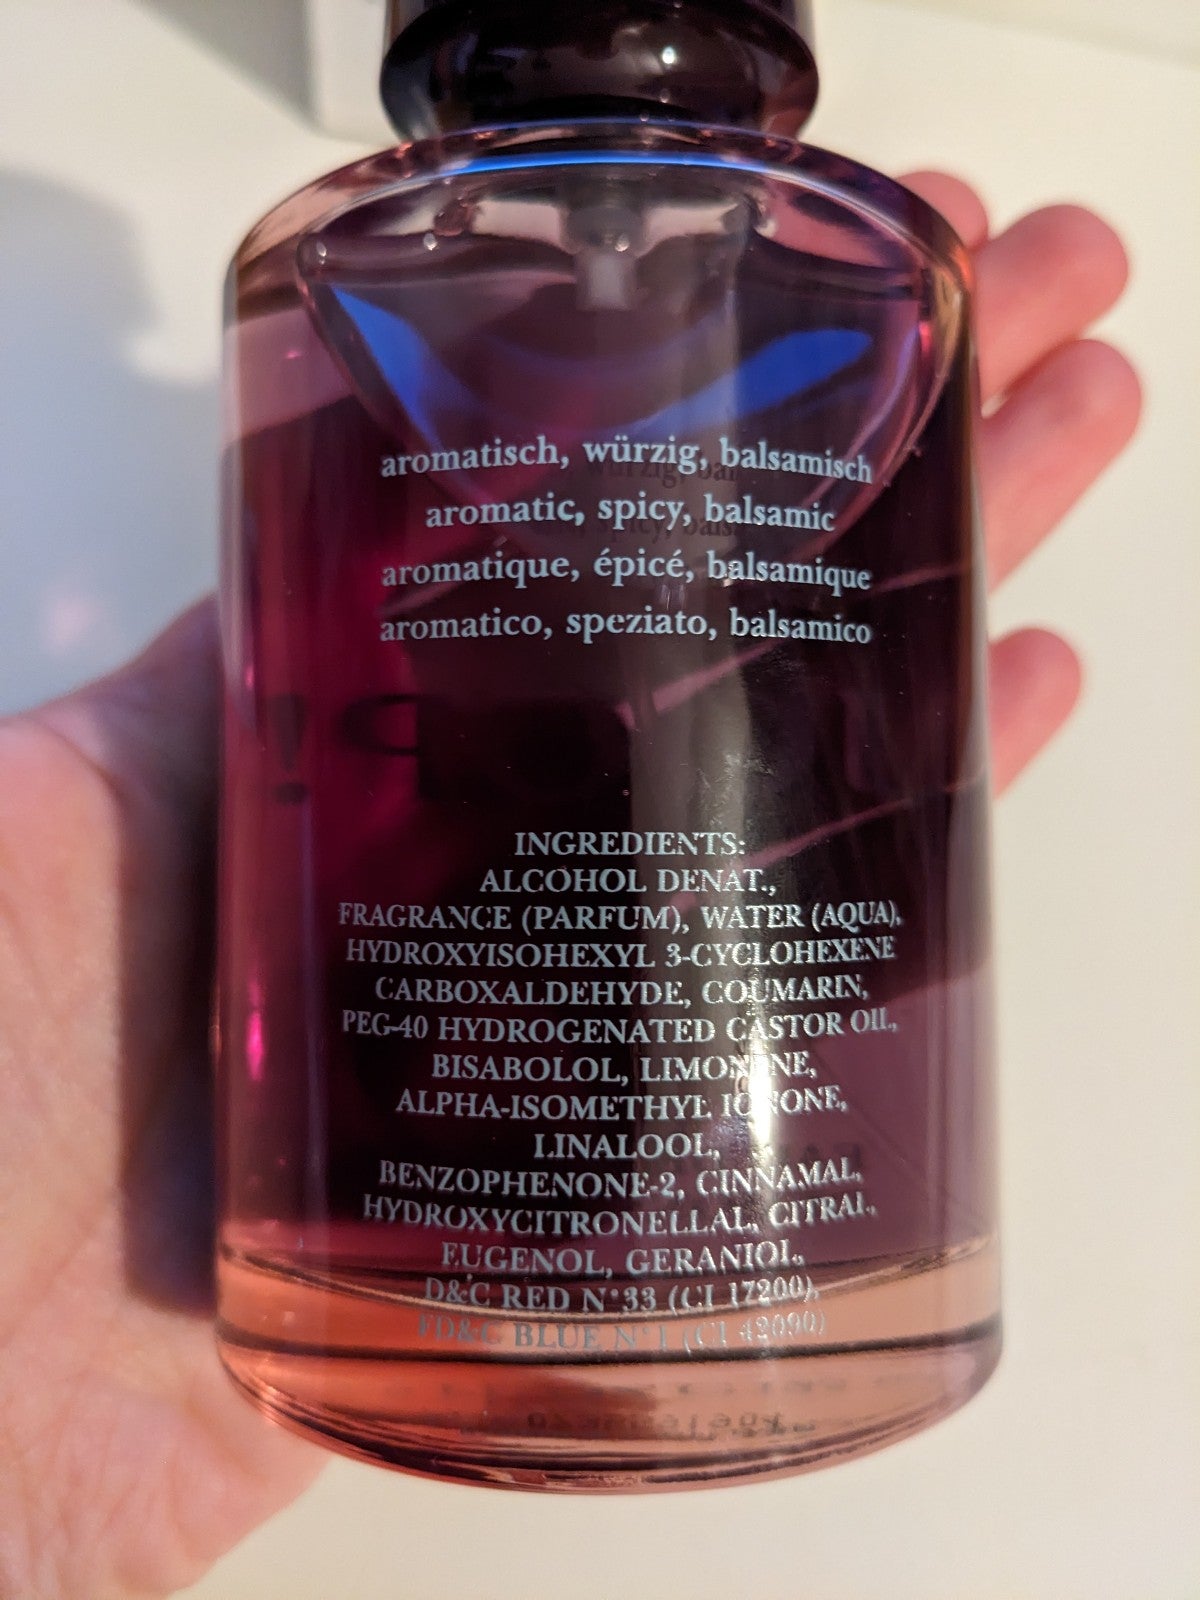 aromatisch, würzig, balsamisch
aromatic, spicy, balsamic
aromatique, épicé, balsamique
aromatico, speziato, balsamico
INGREDIENTS:
ALCOHOL DENAT.,
FRAGRANCE (PARFUM), WATER (AQUA),
HYDROXYISOHEXYL 3-CYCLOHEXENE
CARBOXALDEHYDE, COUMARIN,
PEG-40 HYDROGENATED CASTOR OIL,
BISABOLOL, LIMONENE,
ALPHA-ISOMETHYL IONONE,
LINALOOL,
BENZOPHENONE-2, CINNAMAL,
HYDROXYCITRONELLAL, CITRAL,
EUGENOL, GERANIOL,
D&C RED N°33 (CI 17200),
FD&C BLUE N°1 (CI 42090)